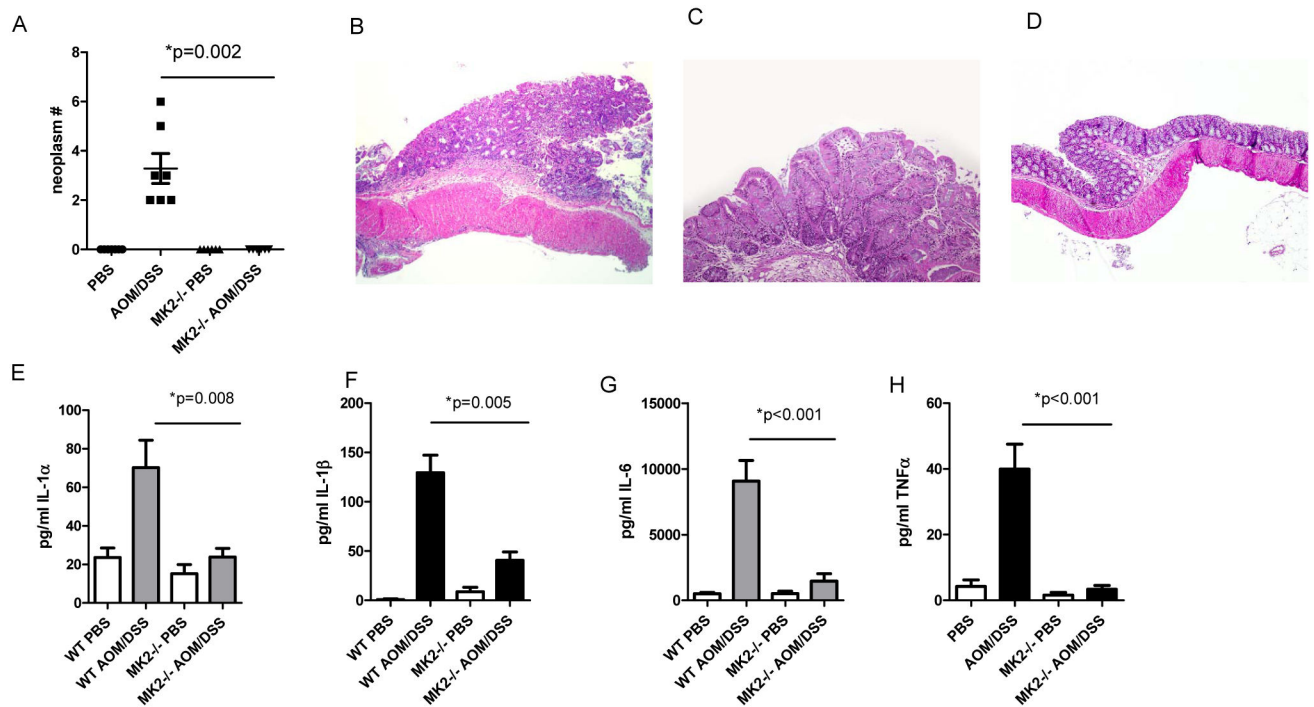 A
*p=0.002
neoplasm #
8
6
4
2
0
PBS
AOM/DSS
MK2-/- PBS
MK2-/- AOM/DSS
B
C
D
E
*p=0.008
pg/ml IL-1α
100
80
60
40
20
0
WT PBS
WT AOM/DSS
MK2-/- PBS
MK2-/- AOM/DSS
F
*p=0.005
pg/ml IL-1β
200
150
100
50
0
WT PBS
WT AOM/DSS
MK2-/- PBS
MK2-/- AOM/DSS
G
*p<0.001
pg/ml IL-6
15000
10000
5000
0
WT PBS
WT AOM/DSS
MK2-/- PBS
MK2-/- AOM/DSS
H
*p<0.001
pg/ml TNFα
60
40
20
0
PBS
AOM/DSS
MK2-/- PBS
MK2-/- AOM/DSS